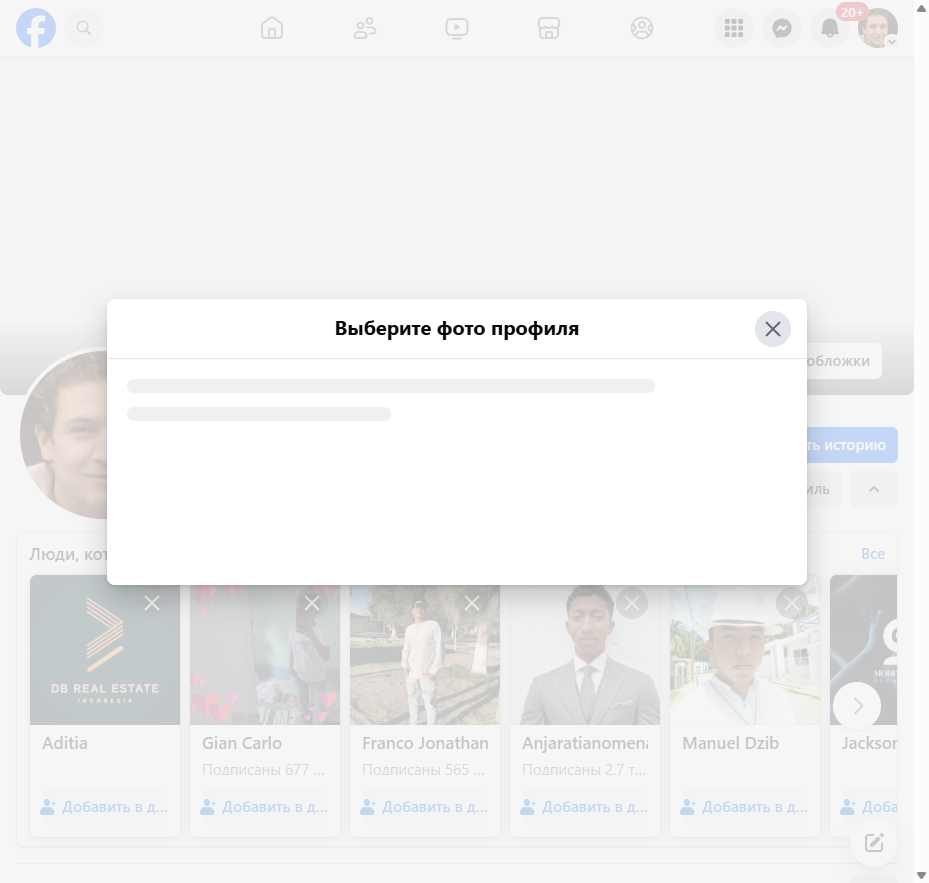 20+
Выберите фото профиля
обложки
ть историю
иль
Люди, кот
Все
DB REAL ESTATE
INDONESIA
Aditia
Gian Carlo
Franco Jonathan
Anjaratianomena
Manuel Dzib
Jackson
Подписаны 677 ...
Подписаны 565 ...
Подписаны 2.7 т...
Добавить в д...
Добавить в д...
Добавить в д...
Добавить в д...
Добавить в д...
Доба